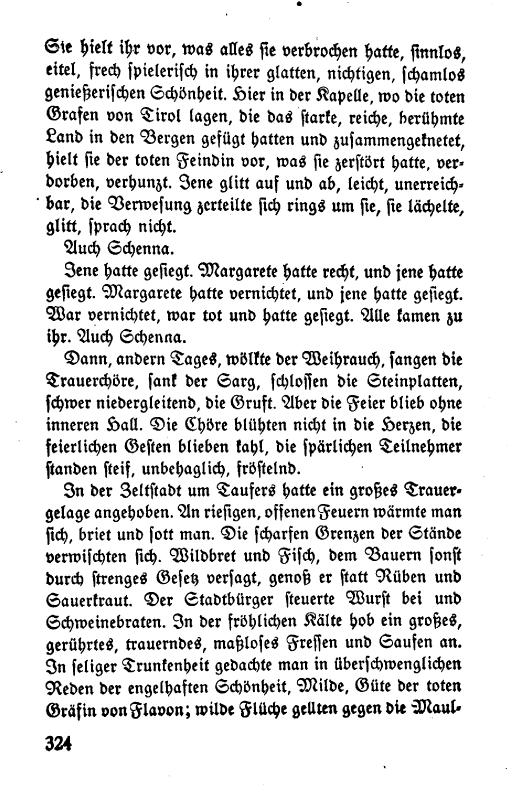 Sie hielt ihr vor, was alles sie verbrochen hatte, sinnlos,
eitel, frech spielerisch in ihrer glatten, nichtigen, schamlos
genießerischen Schönheit. Hier in der Kapelle, wo die toten
Grafen von Tirol lagen, die das starke, reiche, berühmte
Land in den Bergen gefügt hatten und zusammengeknetet,
hielt sie der toten Feindin vor, was sie zerstört hatte, ver-
dorben, verhunzt. Jene glitt auf und ab, leicht, unerreich-
bar, die Verwesung zerteilte sich rings um sie, sie lächelte,
glitt, sprach nicht.
Auch Schenna.
Jene hatte gesiegt. Margarete hatte recht, und jene hatte
gesiegt. Margarete hatte vernichtet, und jene hatte gesiegt.
War vernichtet, war tot und hatte gesiegt. Alle kamen zu
ihr. Auch Schenna.
Dann, andern Tages, wölkte der Weihrauch, sangen die
Trauerchöre, sank der Sarg, schlossen die Steinplatten,
schwer niedergleitend, die Gruft. Aber die Feier blieb ohne
inneren Hall. Die Chöre blühten nicht in die Herzen, die
feierlichen Gesten blieben kahl, die spärlichen Teilnehmer
standen steif, unbehaglich, fröstelnd.
In der Zeltstadt um Taufers hatte ein großes Trauer-
gelage angehoben. An riesigen, offenen Feuern wärmte man
sich, briet und sott man. Die scharfen Grenzen der Stände
verwischten sich. Wildbret und Fisch, dem Bauern sonst
durch strenges Gesetz versagt, genoß er statt Rüben und
Sauerkraut. Der Stadtbürger steuerte Wurst bei und
Schweinebraten. In der fröhlichen Kälte hob ein großes,
gerührtes, trauerndes, maßloses Fressen und Saufen an.
In seliger Trunkenheit gedachte man in überschwenglichen
Reden der engelhaften Schönheit, Milde, Güte der toten
Gräfin von Flavon; wilde Flüche gellten gegen die Maul-
324